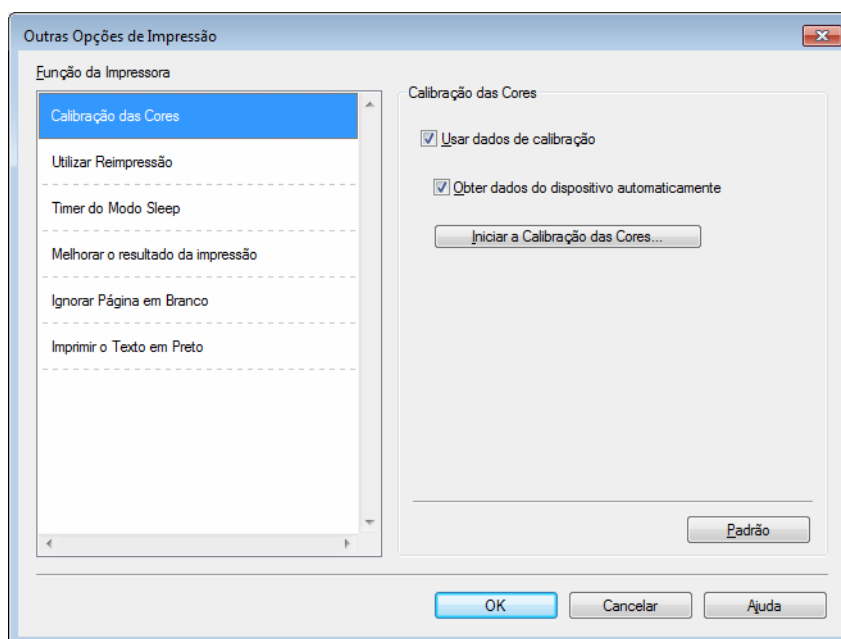 Outras Opções de Impressão
Função da Impressora
Calibração das Cores
Utilizar Reimpressão
Timer do Modo Sleep
Melhorar o resultado da impressão
Ignorar Página em Branco
Imprimir o Texto em Preto
Calibração das Cores
Usar dados de calibração
Obter dados do dispositivo automaticamente
Iniciar a Calibração das Cores...
Padrão
OK
Cancelar
Ajuda